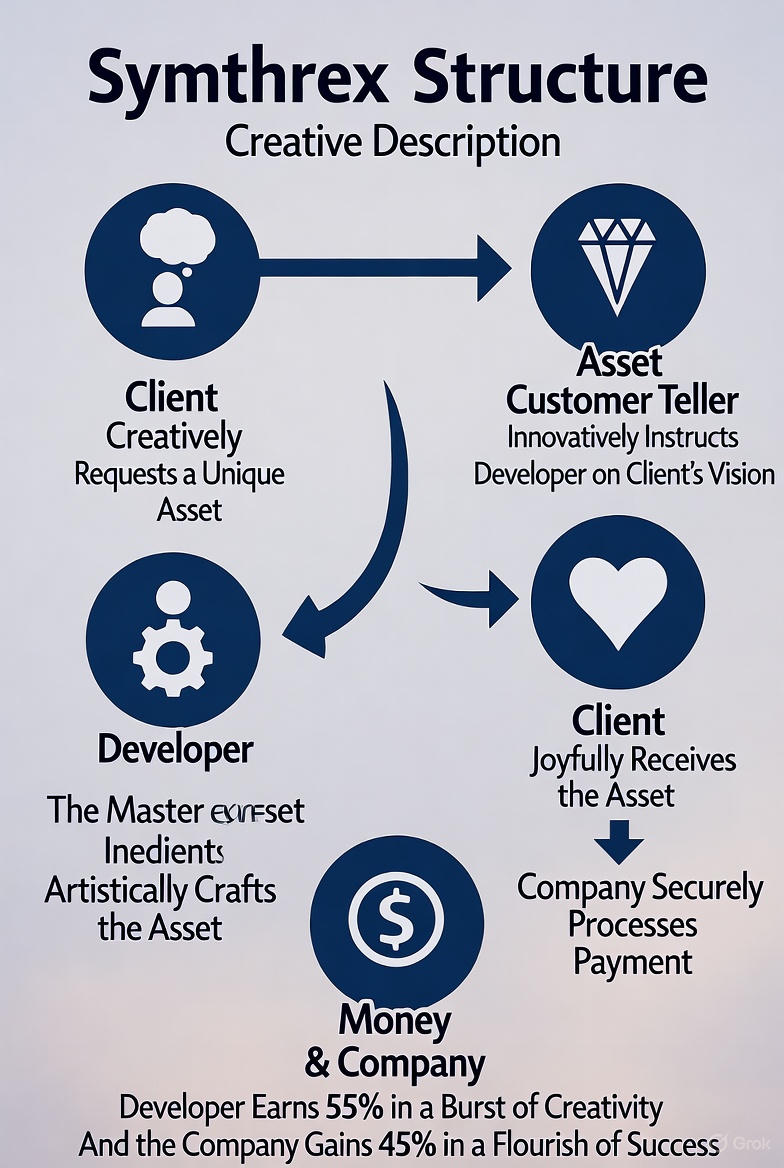 Symthrex Structure
Creative Description
Client
Creatively
Requests a Unique
Asset
Asset
Customer Teller
Innovatively Instructs
Developer on Client's Vision
Developer
The Master
Inedients
Artistically Crafts
the Asset
Client
Joyfully Receives
the Asset
Company Securely
Processes
Payment
$
Money
& Company
Developer Earns 55% in a Burst of Creativity
And the Company Gains 45% in a Flourish of Success
Grok